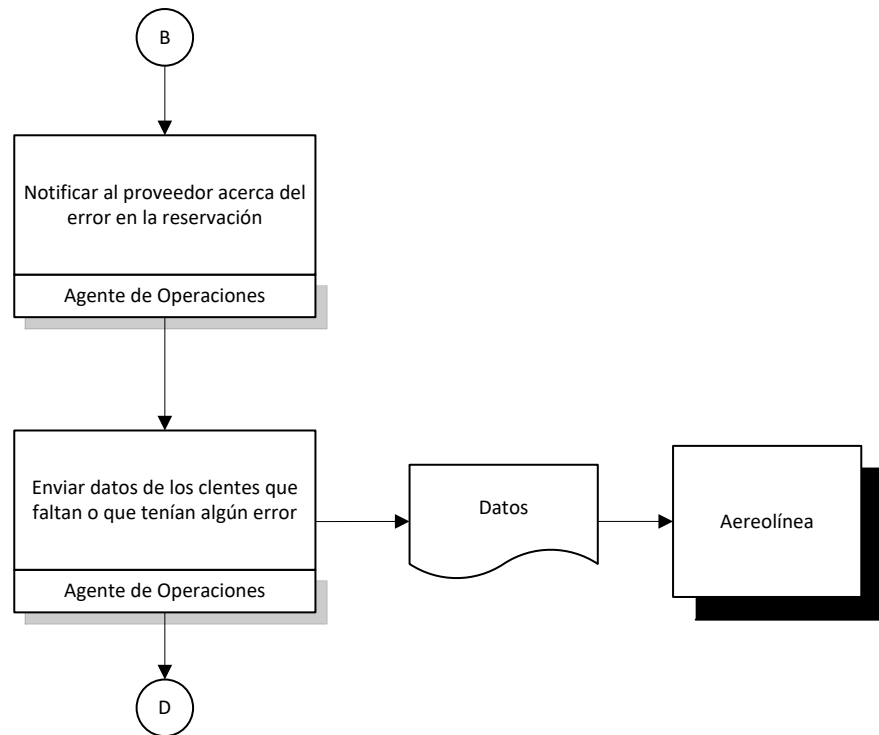 B
Notificar al proveedor acerca del
error en la reservación
Agente de Operaciones
Enviar datos de los clentes que
faltan o que tenían algún error
Agente de Operaciones
Datos
Aereolínea
D